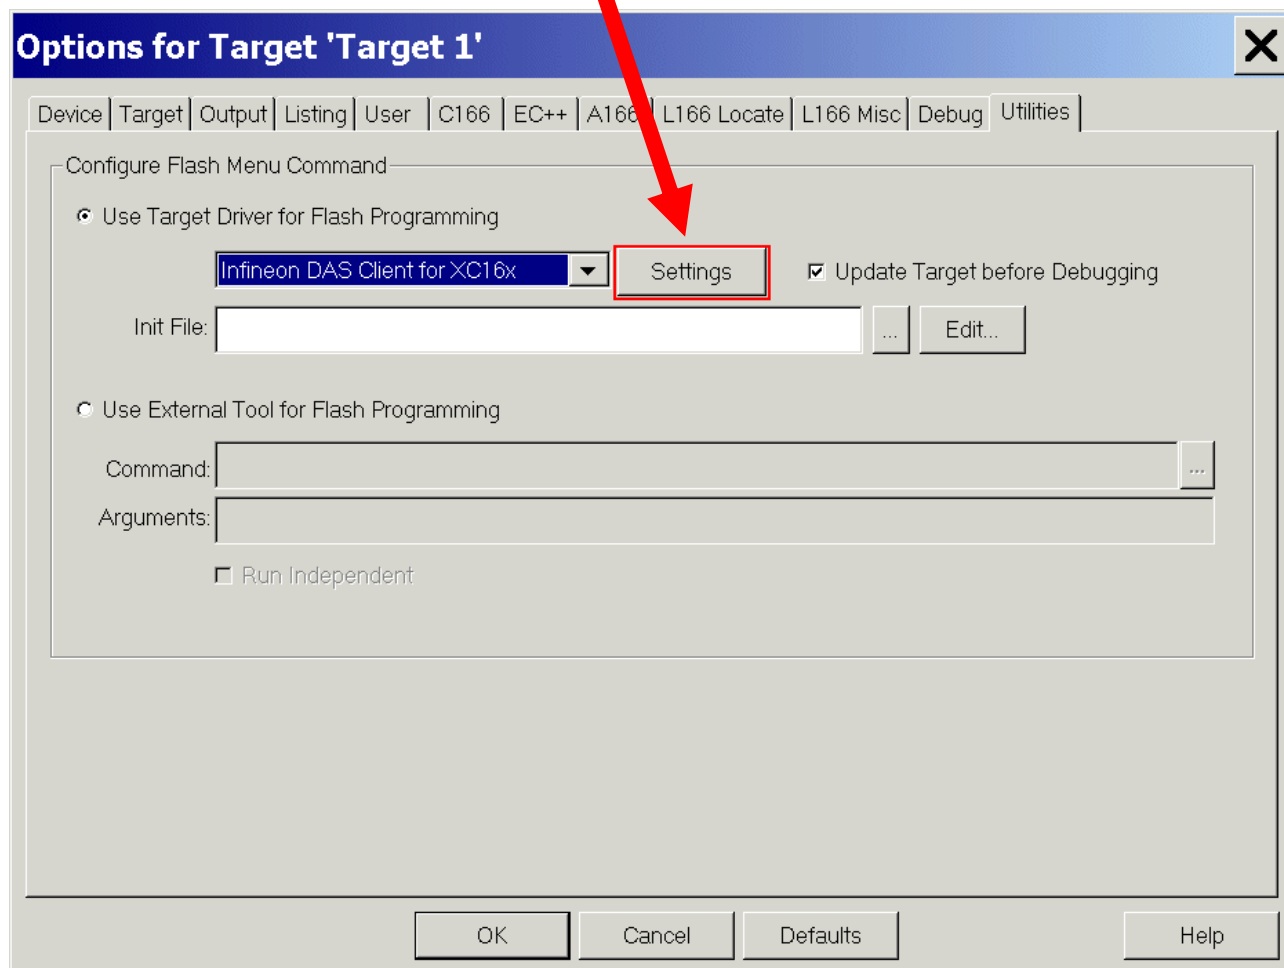 Options for Target 'Target 1'
Device Target Output Listing User C166 EC++ A166 L166 Locate L166 Misc Debug Utilities
Configure Flash Menu Command
Use Target Driver for Flash Programming
Infineon DAS Client for XC16x Settings Update Target before Debugging
Init File: ... Edit...
Use External Tool for Flash Programming
Command: ...
Arguments:
Run Independent
OK Cancel Defaults Help